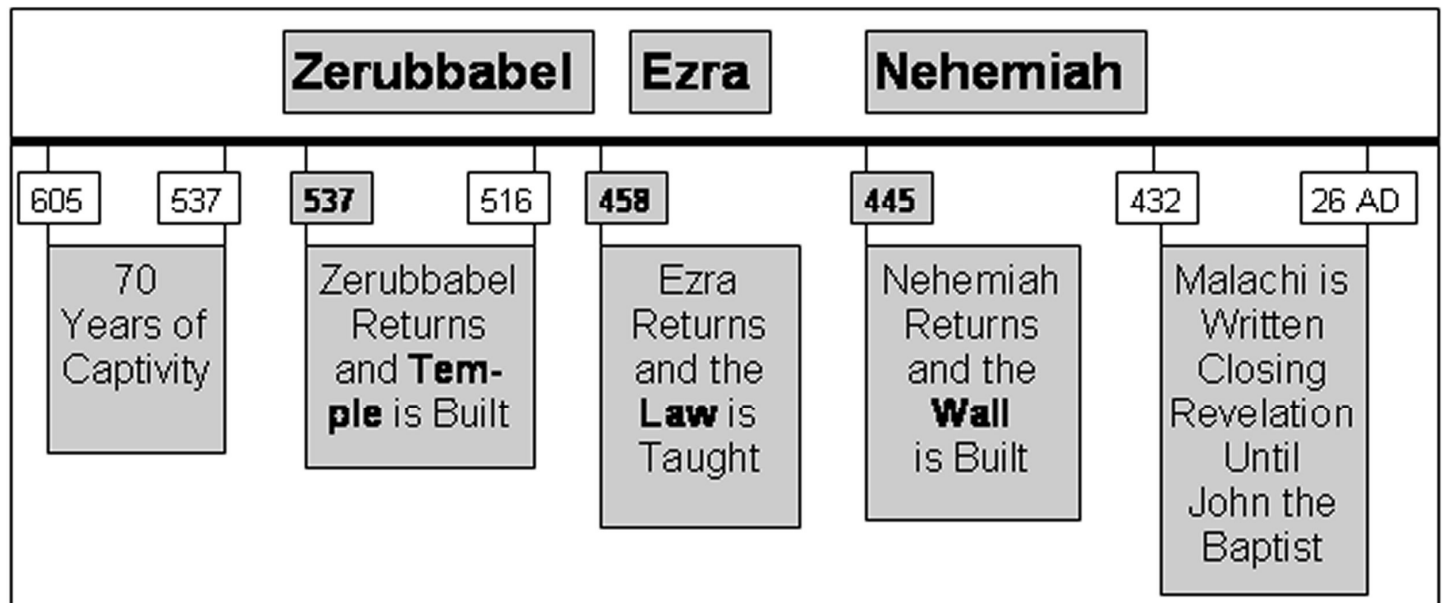 Zerubbabel Ezra Nehemiah
605 537 537 516 458 445 432 26 AD
70
Years of
Captivity
Zerubbabel
Returns
and Tem-
ple is Built
Ezra
Returns
and the
Law is
Taught
Nehemiah
Returns
and the
Wall
is Built
Malachi is
Written
Closing
Revelation
Until
John the
Baptist